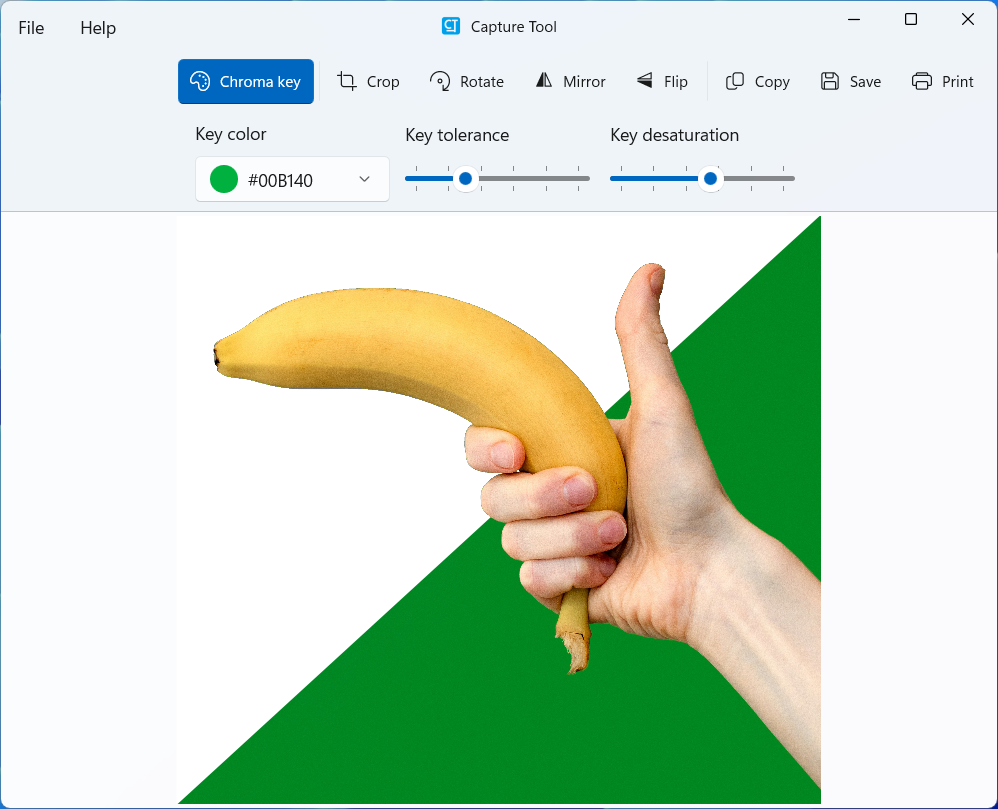 File Help CT Capture Tool
Chroma key Crop Rotate Mirror Flip Copy Save Print
Key color Key tolerance Key desaturation
#00B140